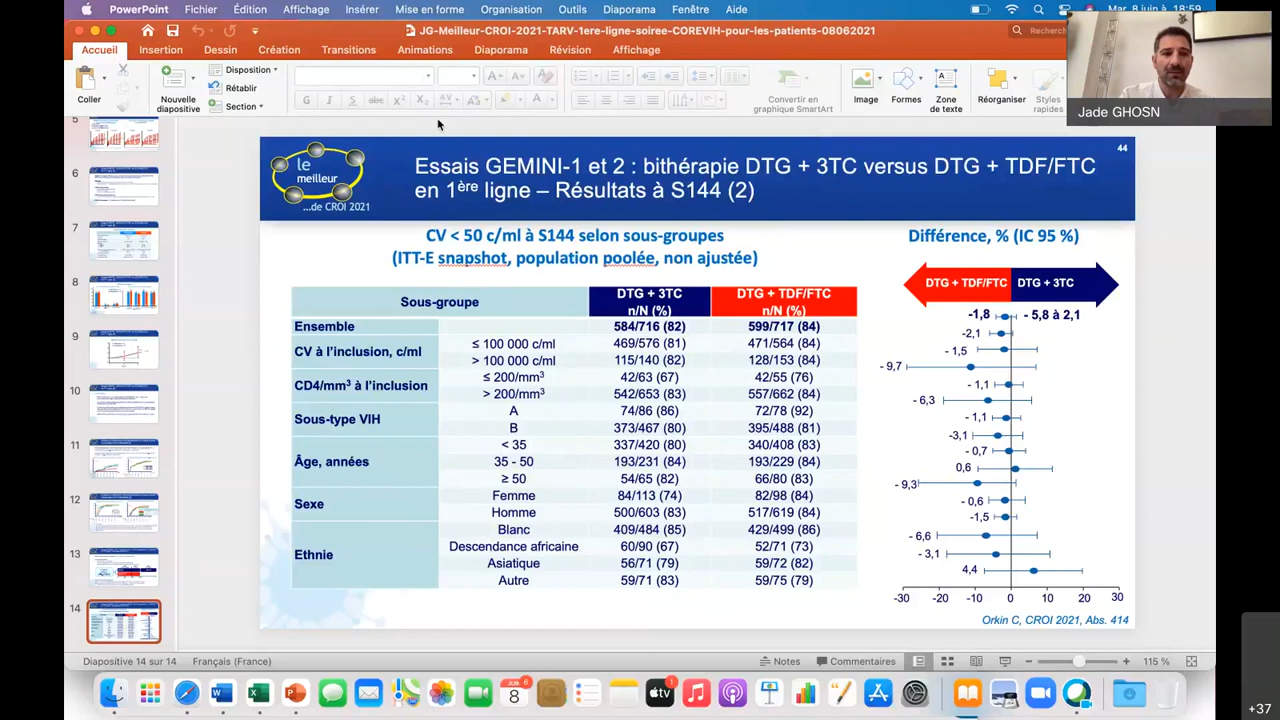 PowerPoint Fichier Édition Affichage Insérer Format Organisation Outils Diaporama Fenêtre Aide Mar. 8 juin à 18:59
JG-Meilleur-CROI-2021-TARV-1ere-ligne-soiree-COREVIH-pour-les-patients-08062021
Accueil Insertion Dessin Création Transitions Animations Diaporama Révision Affichage
Coller
Nouvelle diapositive
Disposition
Rétablir
Section
Convertir en graphique SmartArt
Image
Formes
Zone de texte
Réorganiser
Styles rapides
Jade GHOSN
5
6
7
8
9
10
11
12
13
14
le meilleur
...de CROI 2021
44
Essais GEMINI-1 et 2 : bithérapie DTG + 3TC versus DTG + TDF/FTC
en 1ère ligne - Résultats à S144 (2)
CV < 50 c/ml à S144 selon sous-groupes
(ITT-E snapshot, population poolée, non ajustée)
Différence, % (IC 95 %)
DTG + TDF/FTC DTG + 3TC
Sous-groupe DTG + 3TC n/N (%) DTG + TDF/FTC n/N (%)
Ensemble 584/716 (82) 599/717 (84) -1,8 - 5,8 à 2,1
CV à l'inclusion, c/ml
≤ 100 000 c/m 469/576 (81) 471/564 (84) -2,1
> 100 000 c/m 115/140 (82) 128/153 (84) - 1,5
CD4/mm³ à l'inclusion
≤ 200/mm³ 42/63 (67) 42/55 (76) - 9,7
> 200/mm³ 542/653 (83) 557/662 (84) - 1,1
Sous-type VIH
A 74/86 (86) 72/78 (92) - 6,3
B 373/467 (80) 395/488 (81) -1,1
Âge, années
< 35 337/420 (80) 340/408 - 3,1
35 - 50 193/231 (84) 193/229 (84) - 0,7
≥ 50 54/65 (82) 66/80 (83) 0,6
Sexe
Femme 84/113 (74) 82/98 (84) - 9,3
Homme 500/603 (83) 517/619 (84) - 0,6
Ethnie
Blanc 409/484 (85) 429/499 (86) - 1,5
Descendance africaine 60/90 (67) 52/71 (73) - 6,6
Asiatique 59/72 - 3,1
Autre 59/71 (83) 59/75 (79) 4,4
-30 -20 -10 0 10 20 30
Orkin C, CROI 2021, Abs. 414
Diapositive 14 sur 14 Français (France) Notes Commentaires 115 %
+37